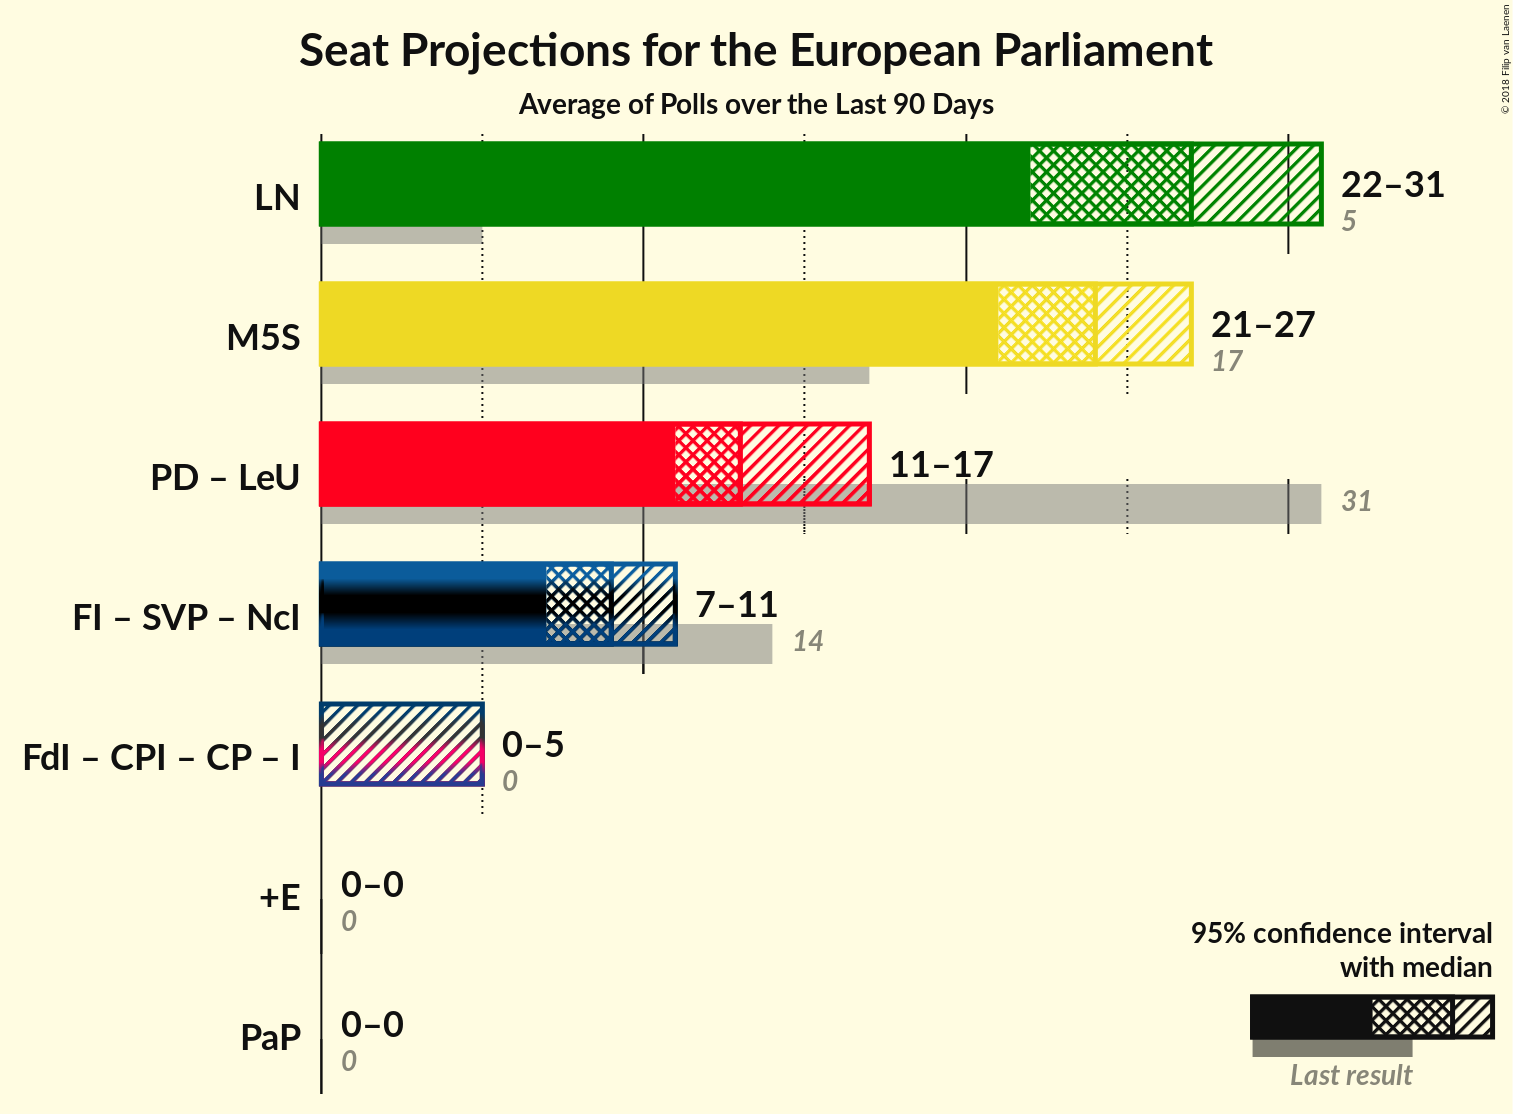 Seat Projections for the European Parliament
Average of Polls over the Last 90 Days
© 2018 Filip van Laenen
LN
22–31
5
M5S
21–27
17
PD – LeU
11–17
31
FI – SVP – NcI
7–11
14
FdI – CPI – CP – I
0–5
0
+E
0–0
0
PaP
0–0
0
95% confidence interval
with median
Last result